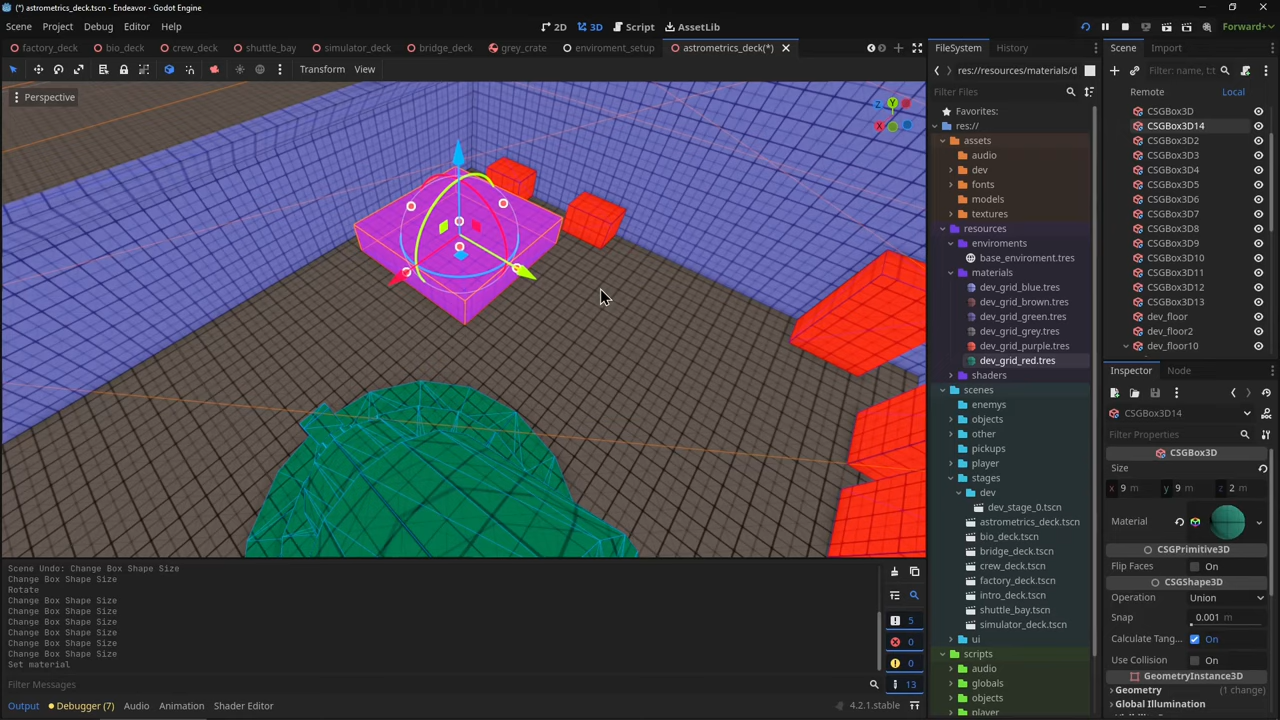 (*) astrometrics_deck.tscn - Endeavor - Godot Engine
Scene Project Debug Editor Help 2D 3D Script AssetLib Forward+
factory_deck bio_deck crew_deck shuttle_bay simulator_deck bridge_deck grey_crate enviroment_setup astrometrics_deck(*)
Transform View
Perspective
Z Y X
Scene Undo: Change Box Shape Size
Change Box Shape Size
Rotate
Change Box Shape Size
Change Box Shape Size
Change Box Shape Size
Change Box Shape Size
Change Box Shape Size
Change Box Shape Size
Set material
Filter Messages
5
0
0
13
Output Debugger (7) Audio Animation Shader Editor 4.2.1.stable
FileSystem History
res://resources/materials/d
Filter Files
Favorites:
res://
assets
audio
dev
fonts
models
textures
resources
enviroments
base_enviroment.tres
materials
dev_grid_blue.tres
dev_grid_brown.tres
dev_grid_green.tres
dev_grid_grey.tres
dev_grid_purple.tres
dev_grid_red.tres
shaders
scenes
enemys
objects
other
pickups
player
stages
dev
dev_stage_0.tscn
astrometrics_deck.tscn
bio_deck.tscn
bridge_deck.tscn
crew_deck.tscn
factory_deck.tscn
intro_deck.tscn
shuttle_bay.tscn
simulator_deck.tscn
ui
scripts
audio
globals
objects
player
Scene Import
Filter: name, t:t
Remote Local
CSGBox3D
CSGBox3D14
CSGBox3D2
CSGBox3D3
CSGBox3D4
CSGBox3D5
CSGBox3D6
CSGBox3D7
CSGBox3D8
CSGBox3D9
CSGBox3D10
CSGBox3D11
CSGBox3D12
CSGBox3D13
dev_floor
dev_floor2
dev_floor10
Inspector Node
CSGBox3D14
Filter Properties
CSGBox3D
Size
x 9 m y 9 m z 2 m
Material
CSGPrimitive3D
Flip Faces On
CSGShape3D
Operation Union
Snap 0.001 m
Calculate Tang... On
Use Collision On
GeometryInstance3D
Geometry (1 change)
Global Illumination